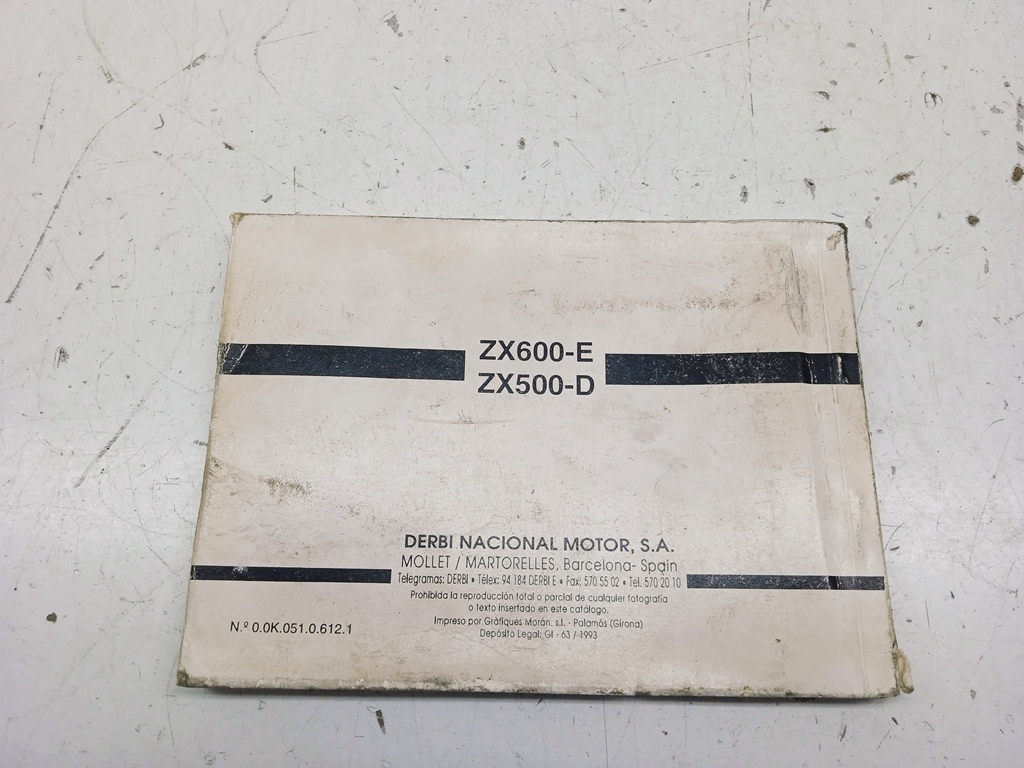 ZX600-E
ZX500-D
DERBI NACIONAL MOTOR, S.A.
MOLLET / MARTORELLES, Barcelona- Spain
Telegramas: DERBI • Télex: 94 184 DERBI E • Fax: 570 55 02 • Tel. 570 20 10
Prohibida la reproducción total o parcial de cualquier fotografía
o texto insertado en este catálogo.
Impreso por Gràfiques Morán. s.l. - Palamós (Girona)
Depósito Legal: GI - 63 / 1993
N.º 0.0K.051.0.612.1